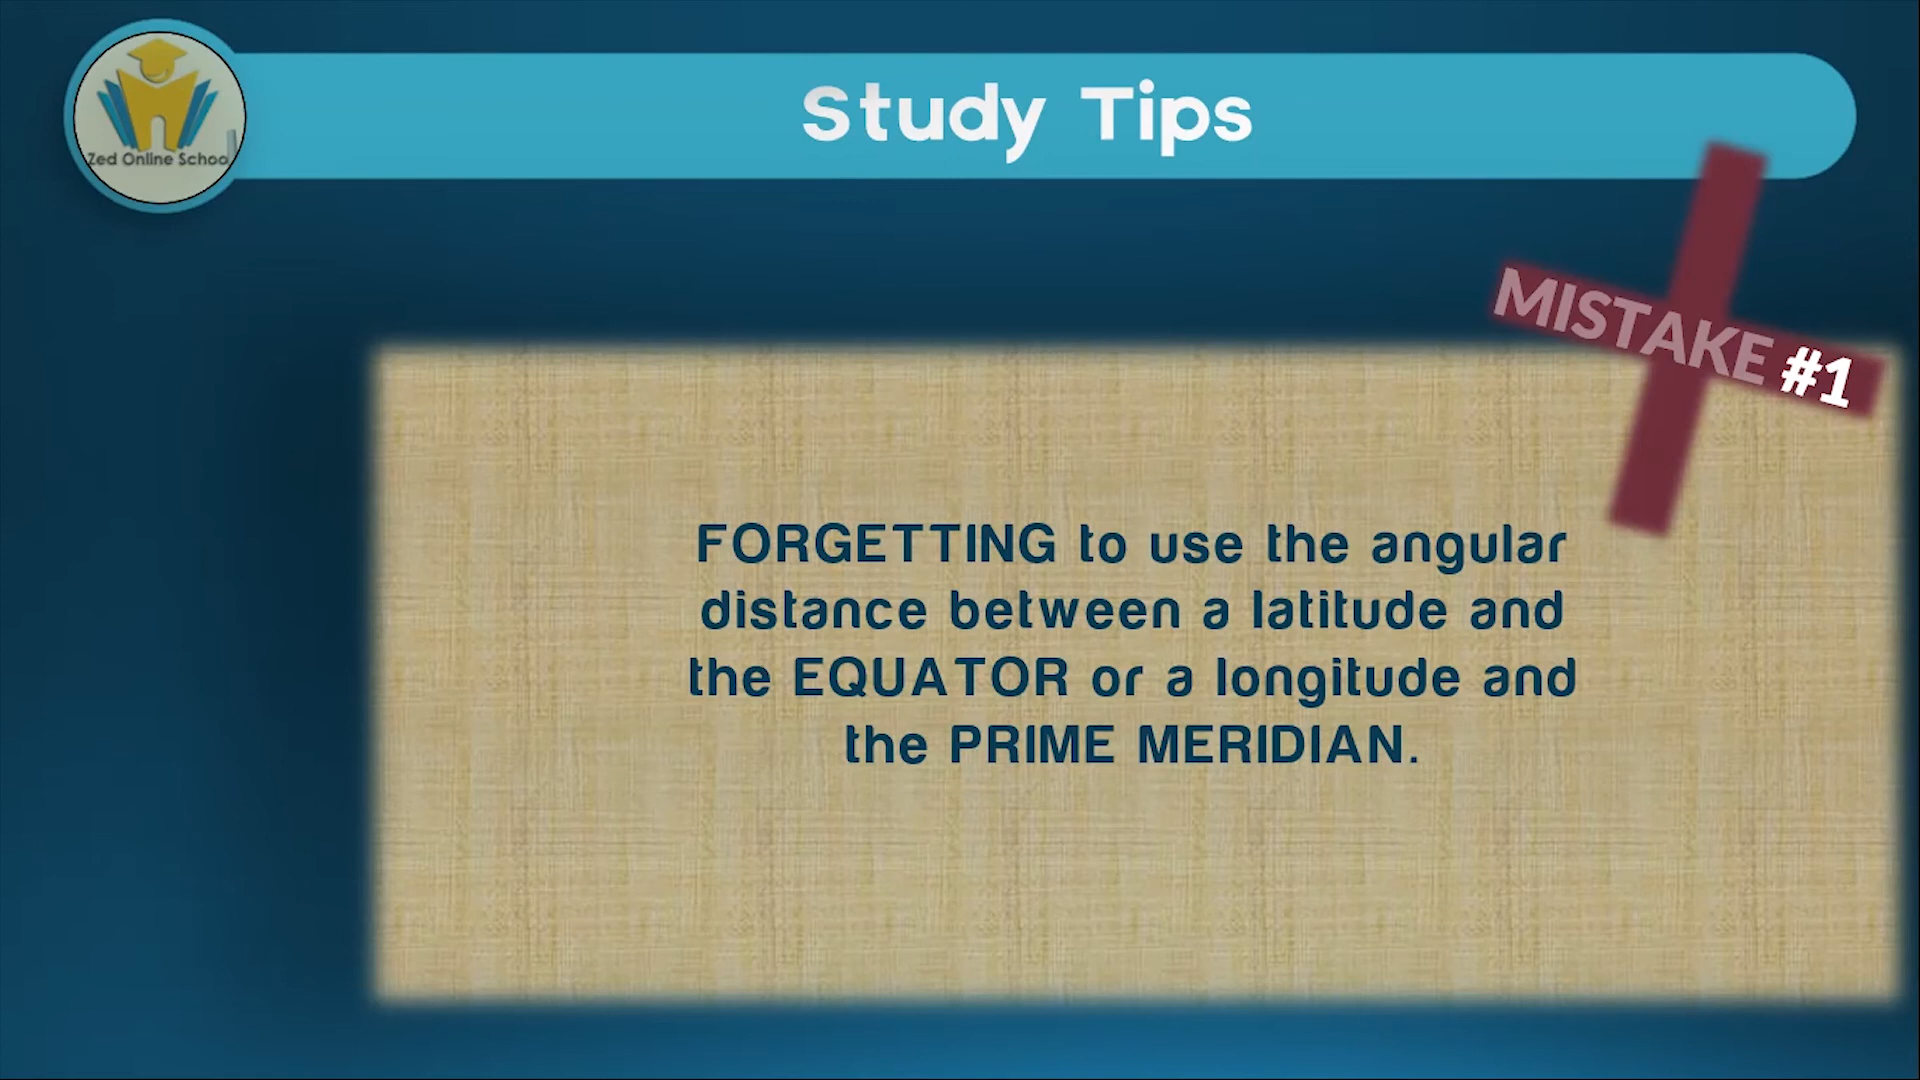 Zed Online School
Study Tips
MISTAKE #1
FORGETTING to use the angular
distance between a latitude and
the EQUATOR or a longitude and
the PRIME MERIDIAN.